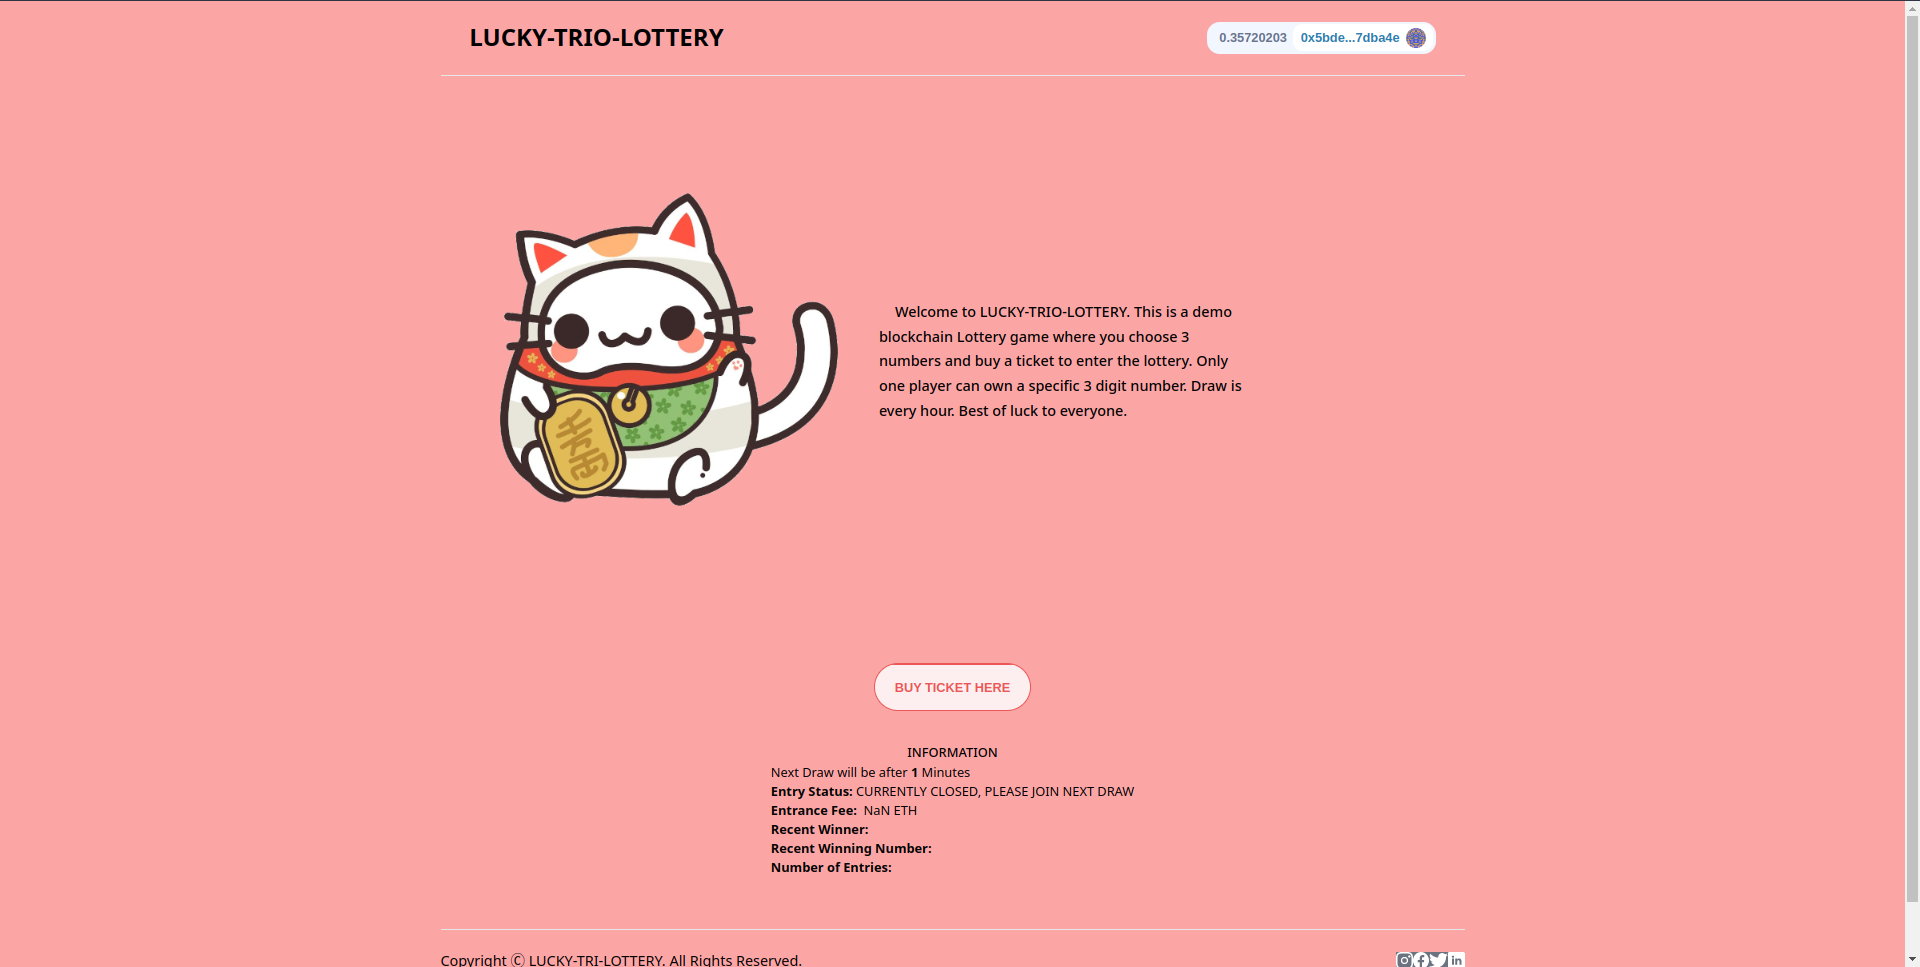 LUCKY-TRIO-LOTTERY
0.35720203 0x5bde...7dba4e
Welcome to LUCKY-TRIO-LOTTERY. This is a demo
blockchain Lottery game where you choose 3
numbers and buy a ticket to enter the lottery. Only
one player can own a specific 3 digit number. Draw is
every hour. Best of luck to everyone.
BUY TICKET HERE
INFORMATION
Next Draw will be after 1 Minutes
Entry Status: CURRENTLY CLOSED, PLEASE JOIN NEXT DRAW
Entrance Fee: NaN ETH
Recent Winner:
Recent Winning Number:
Number of Entries:
Copyright Ⓒ LUCKY-TRI-LOTTERY. All Rights Reserved.